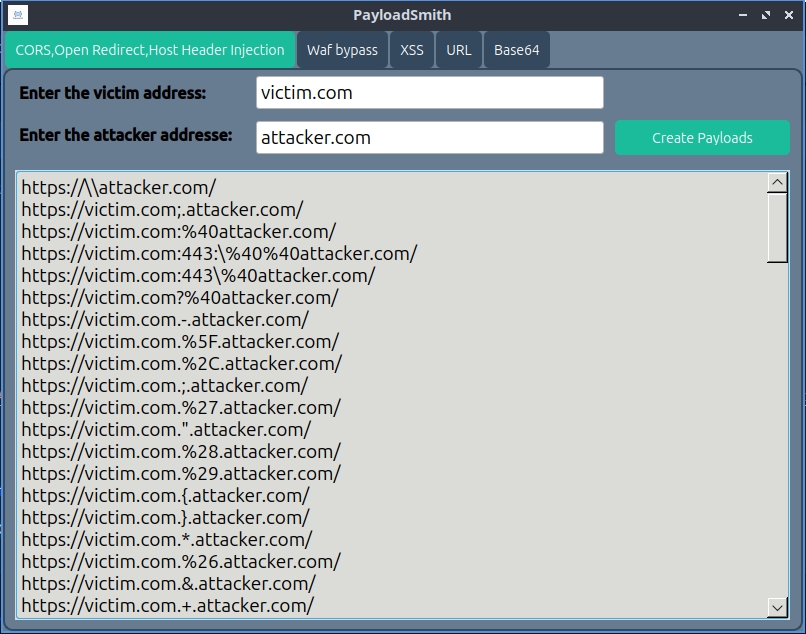 PayloadSmith
CORS,Open Redirect,Host Header Injection Waf bypass XSS URL Base64
Enter the victim address: victim.com
Enter the attacker addresse: attacker.com Create Payloads
https://\\attacker.com/
https://victim.com;.attacker.com/
https://victim.com:%40attacker.com/
https://victim.com:443:\%40%40attacker.com/
https://victim.com:443\%40attacker.com/
https://victim.com?%40attacker.com/
https://victim.com.-.attacker.com/
https://victim.com.%5F.attacker.com/
https://victim.com.%2C.attacker.com/
https://victim.com.;.attacker.com/
https://victim.com.%27.attacker.com/
https://victim.com.".attacker.com/
https://victim.com.%28.attacker.com/
https://victim.com.%29.attacker.com/
https://victim.com.{.attacker.com/
https://victim.com.}.attacker.com/
https://victim.com.*.attacker.com/
https://victim.com.%26.attacker.com/
https://victim.com.&.attacker.com/
https://victim.com.+.attacker.com/